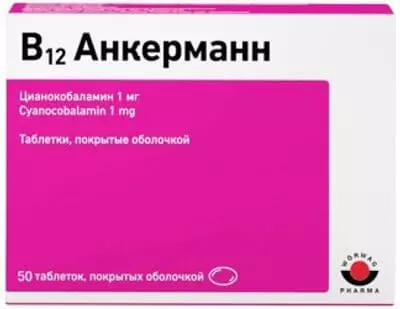 B12 Анкерманн
Цианокобаламин 1 мг
Cyanocobalamin 1 mg
Таблетки, покрытые оболочкой
50 таблеток, покрытых оболочкой
WÖRWAG
PHARMA